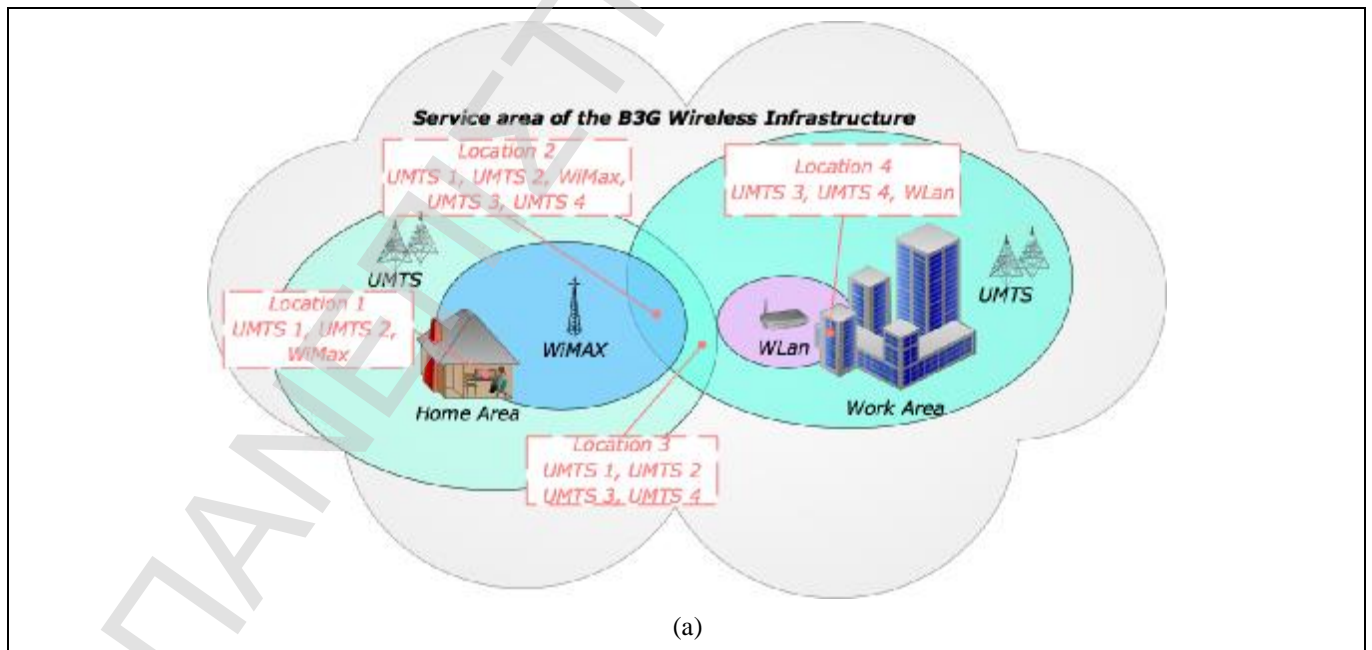 Service area of the B3G Wireless Infrastructure
Location 2
UMTS 1, UMTS 2, WiMax,
UMTS 3, UMTS 4
Location 4
UMTS 3, UMTS 4, WLan
UMTS
UMTS
Location 1
UMTS 1, UMTS 2,
WiMax
WiMAX
WLan
Home Area
Work Area
Location 3
UMTS 1, UMTS 2
UMTS 3, UMTS 4
(a)
ΠΑΝΕΠΙΣΤ